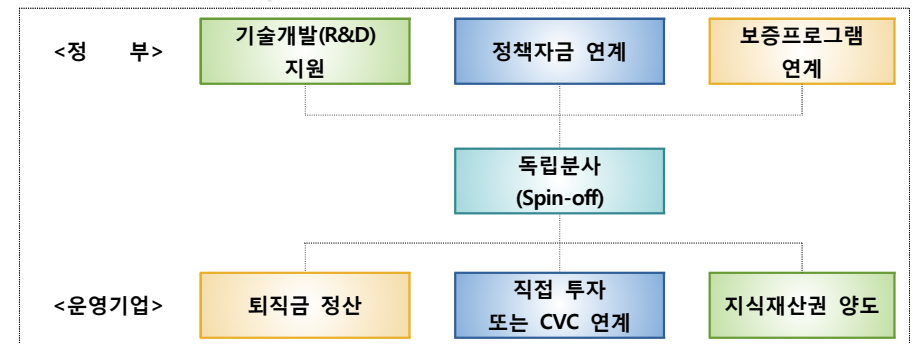 <정 부>
기술개발(R&D)
지원
정책자금 연계
보증프로그램
연계
독립분사
(Spin-off)
<운영기업>
퇴직금 정산
직접 투자
또는 CVC 연계
지식재산권 양도